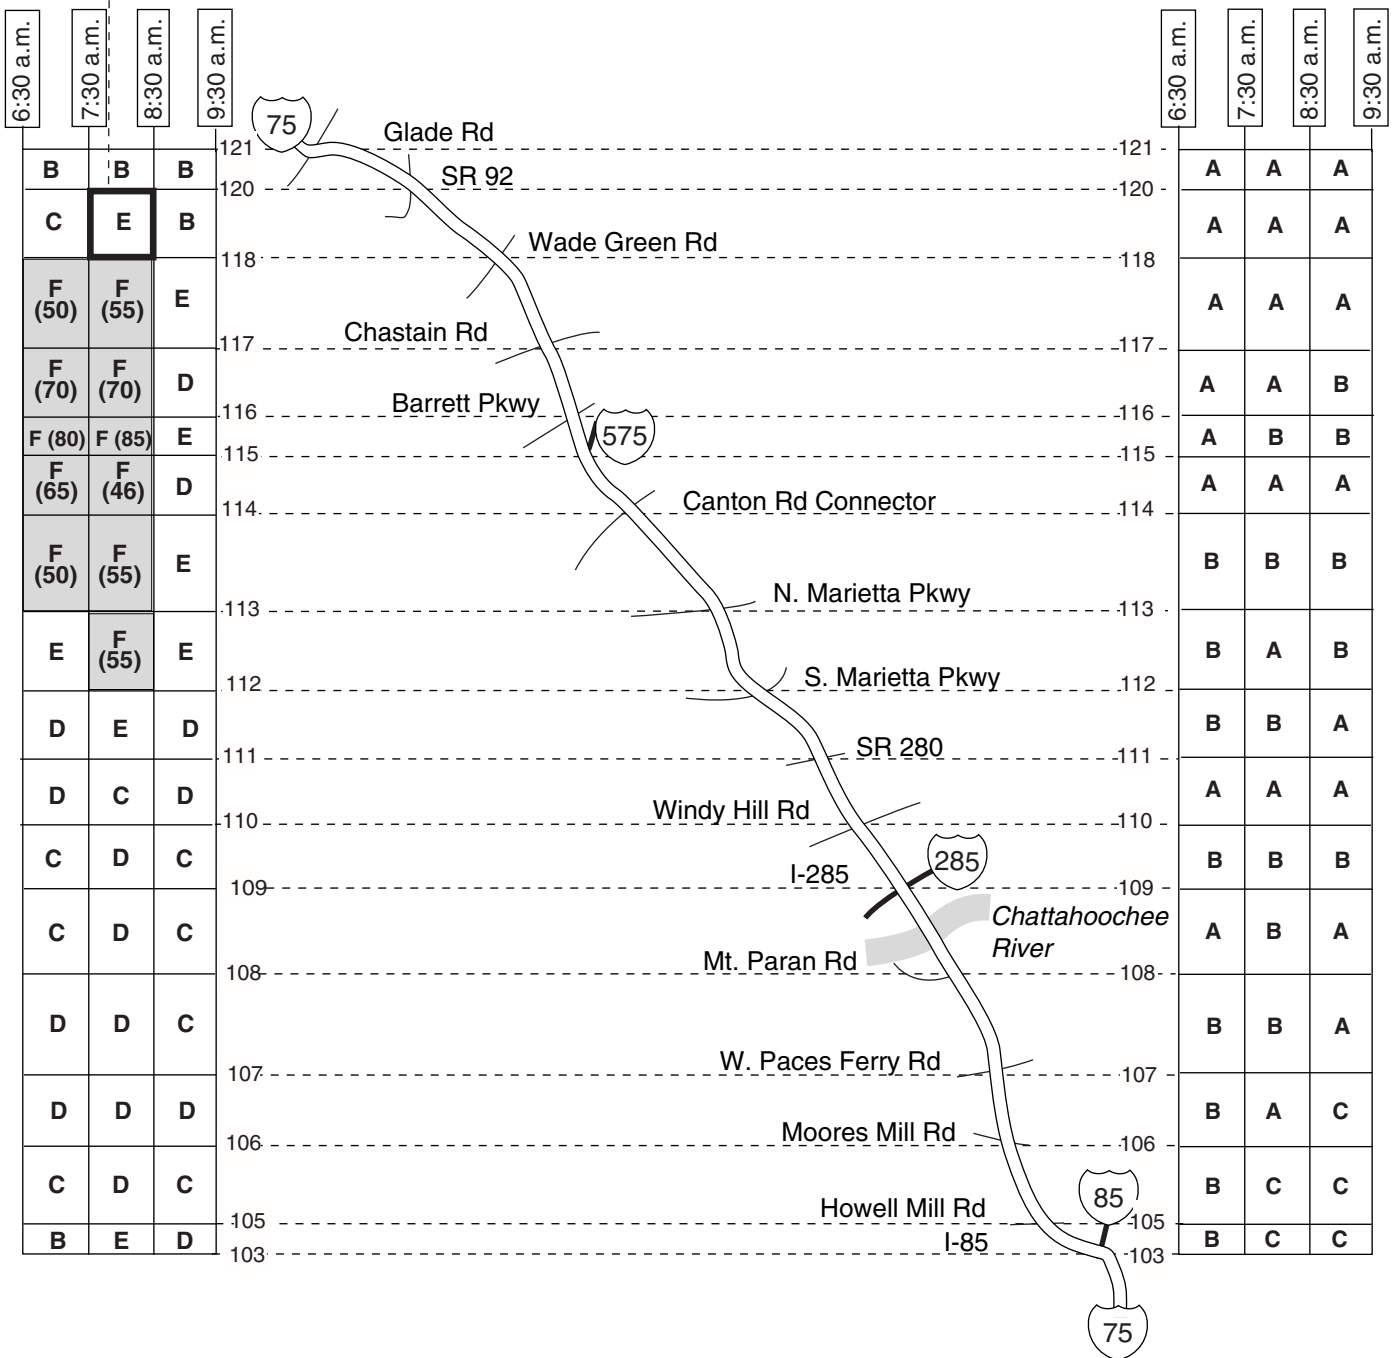 6:30 a.m. 7:30 a.m. 8:30 a.m. 9:30 a.m. 6:30 a.m. 7:30 a.m. 8:30 a.m. 9:30 a.m.
75 Glade Rd
121 121
B B B SR 92 A A A
120 120
C E B Wade Green Rd A A A
118 118
F (50) F (55) E A A A
Chastain Rd
117 117
F (70) F (70) D A A B
Barrett Pkwy
116 116
F (80) F (85) E 575 A B B
115 115
F (65) F (46) D Canton Rd Connector A A A
114 114
F (50) F (55) E B B B
N. Marietta Pkwy
113 113
E F (55) E B A B
S. Marietta Pkwy
112 112
D E D B B A
SR 280
111 111
D C D A A A
Windy Hill Rd
110 110
C D C I-285 285 B B B
109 109
C D C Chattahoochee River A B A
Mt. Paran Rd
108 108
D D C B B A
W. Paces Ferry Rd
107 107
D D D B A C
Moores Mill Rd
106 106
C D C 85 B C C
Howell Mill Rd
105 105
B E D I-85 B C C
103 103
75